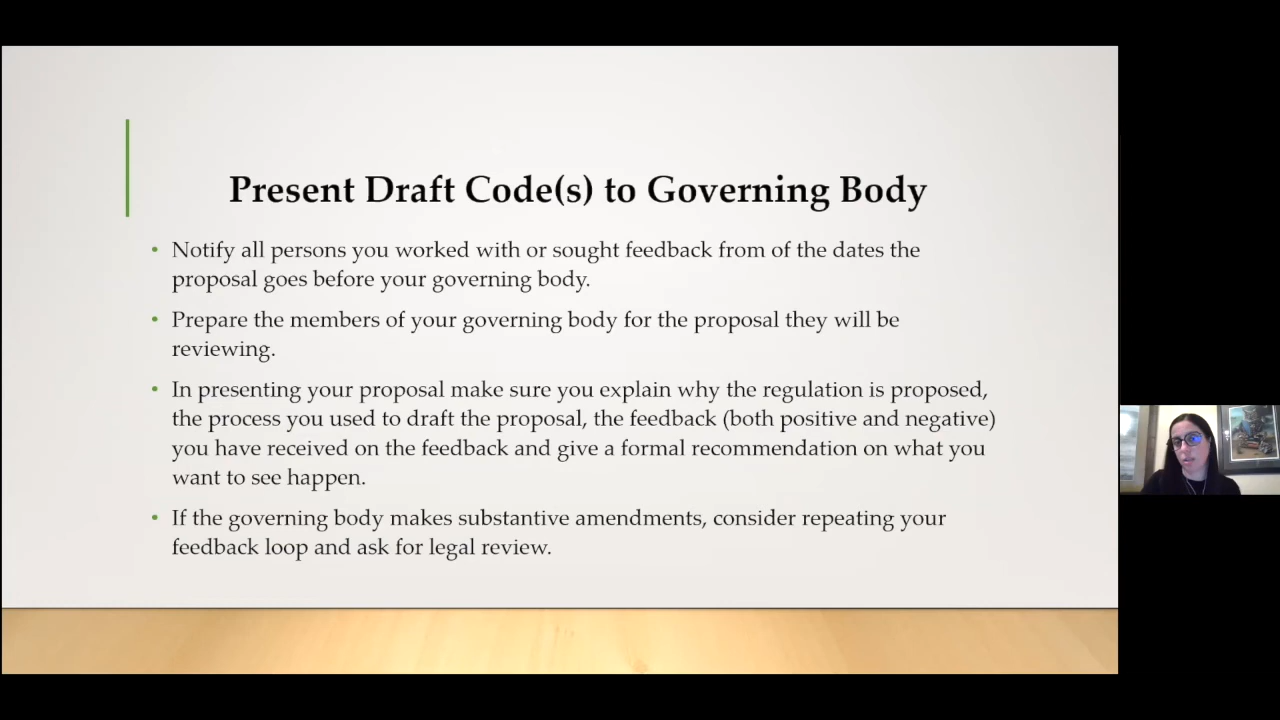 Present Draft Code(s) to Governing Body
• Notify all persons you worked with or sought feedback from of the dates the
proposal goes before your governing body.
• Prepare the members of your governing body for the proposal they will be
reviewing.
• In presenting your proposal make sure you explain why the regulation is proposed,
the process you used to draft the proposal, the feedback (both positive and negative)
you have received on the feedback and give a formal recommendation on what you
want to see happen.
• If the governing body makes substantive amendments, consider repeating your
feedback loop and ask for legal review.